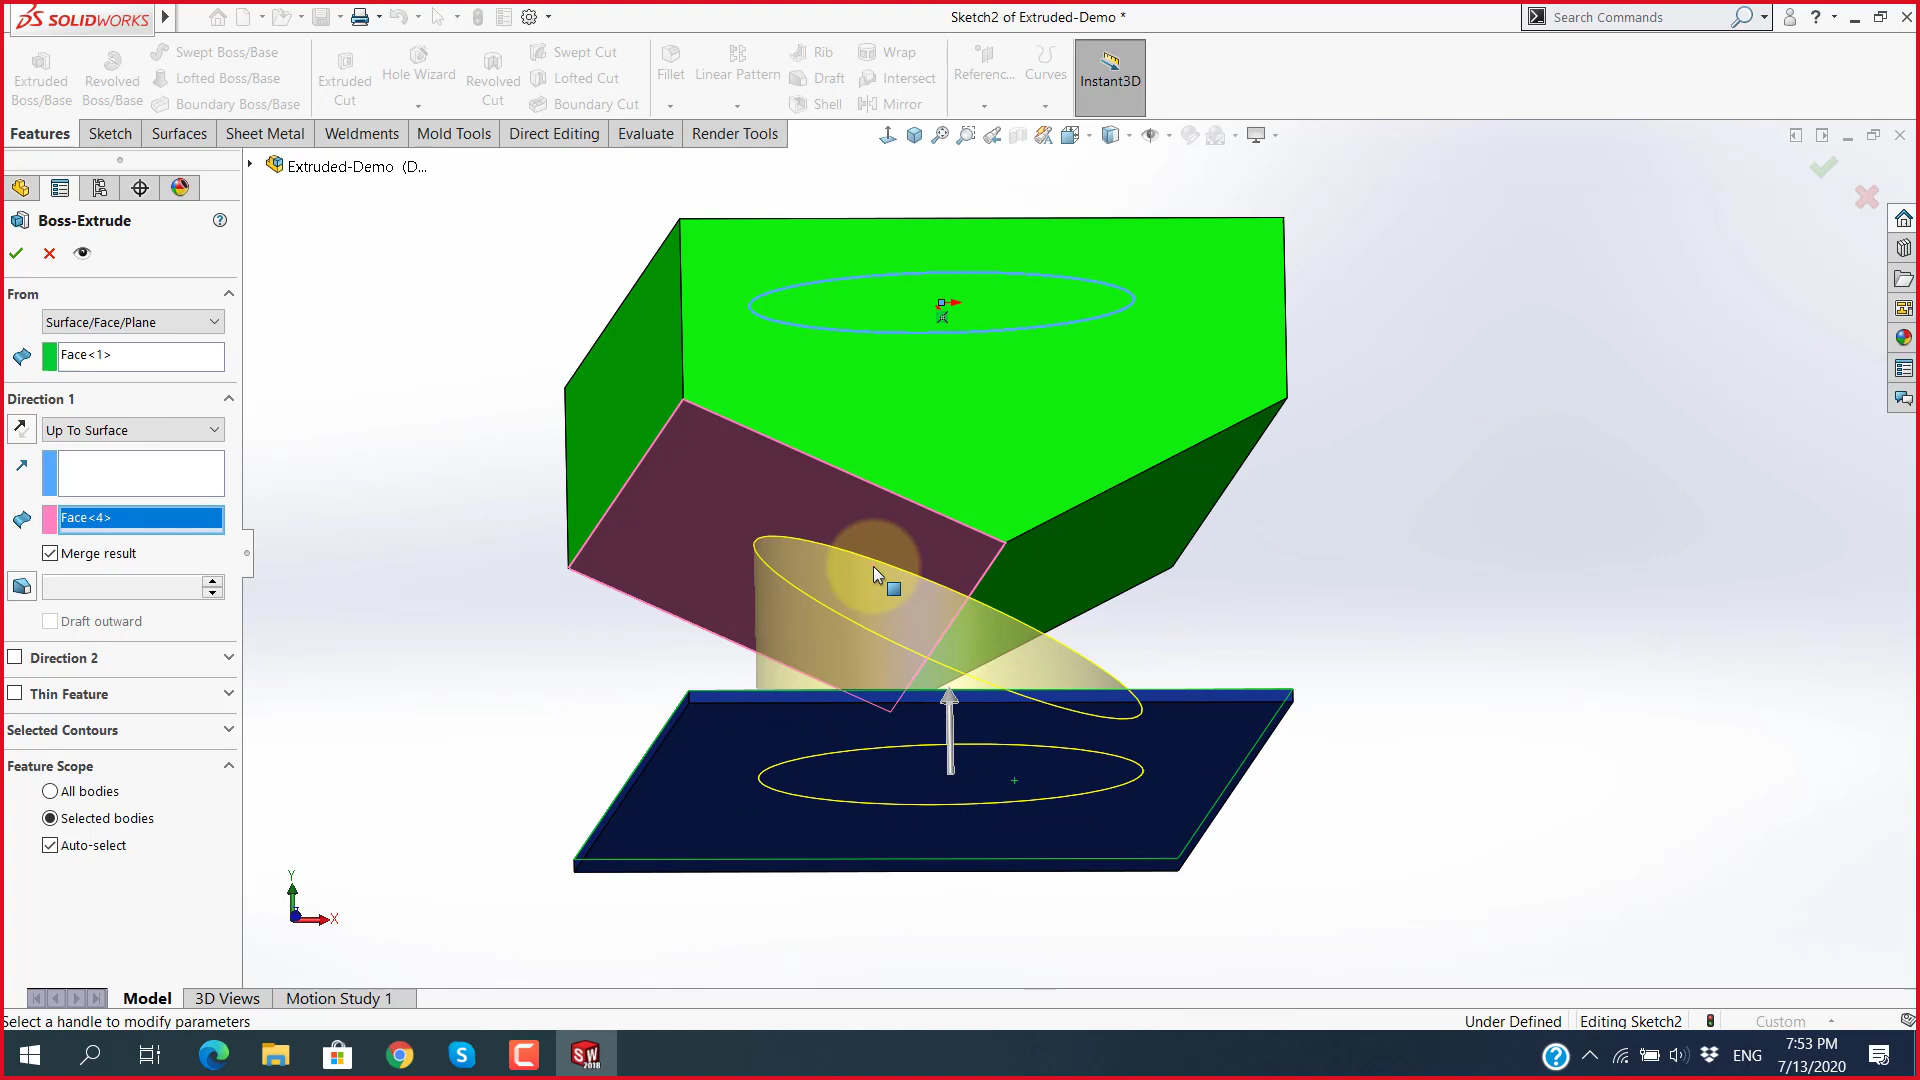 SOLIDWORKS
Sketch2 of Extruded-Demo *
Search Commands
Extruded Boss/Base
Revolved Boss/Base
Swept Boss/Base
Lofted Boss/Base
Boundary Boss/Base
Extruded Cut
Hole Wizard
Revolved Cut
Swept Cut
Lofted Cut
Boundary Cut
Fillet
Linear Pattern
Rib
Draft
Shell
Wrap
Intersect
Mirror
Referenc...
Curves
Instant3D
Features
Sketch
Surfaces
Sheet Metal
Weldments
Mold Tools
Direct Editing
Evaluate
Render Tools
Extruded-Demo (D...
Boss-Extrude
From
Surface/Face/Plane
Face<1>
Direction 1
Up To Surface
Face<4>
Merge result
Draft outward
Direction 2
Thin Feature
Selected Contours
Feature Scope
All bodies
Selected bodies
Auto-select
Y
X
Model
3D Views
Motion Study 1
Select a handle to modify parameters
Under Defined
Editing Sketch2
Custom
SW
2018
ENG
7:53 PM
7/13/2020